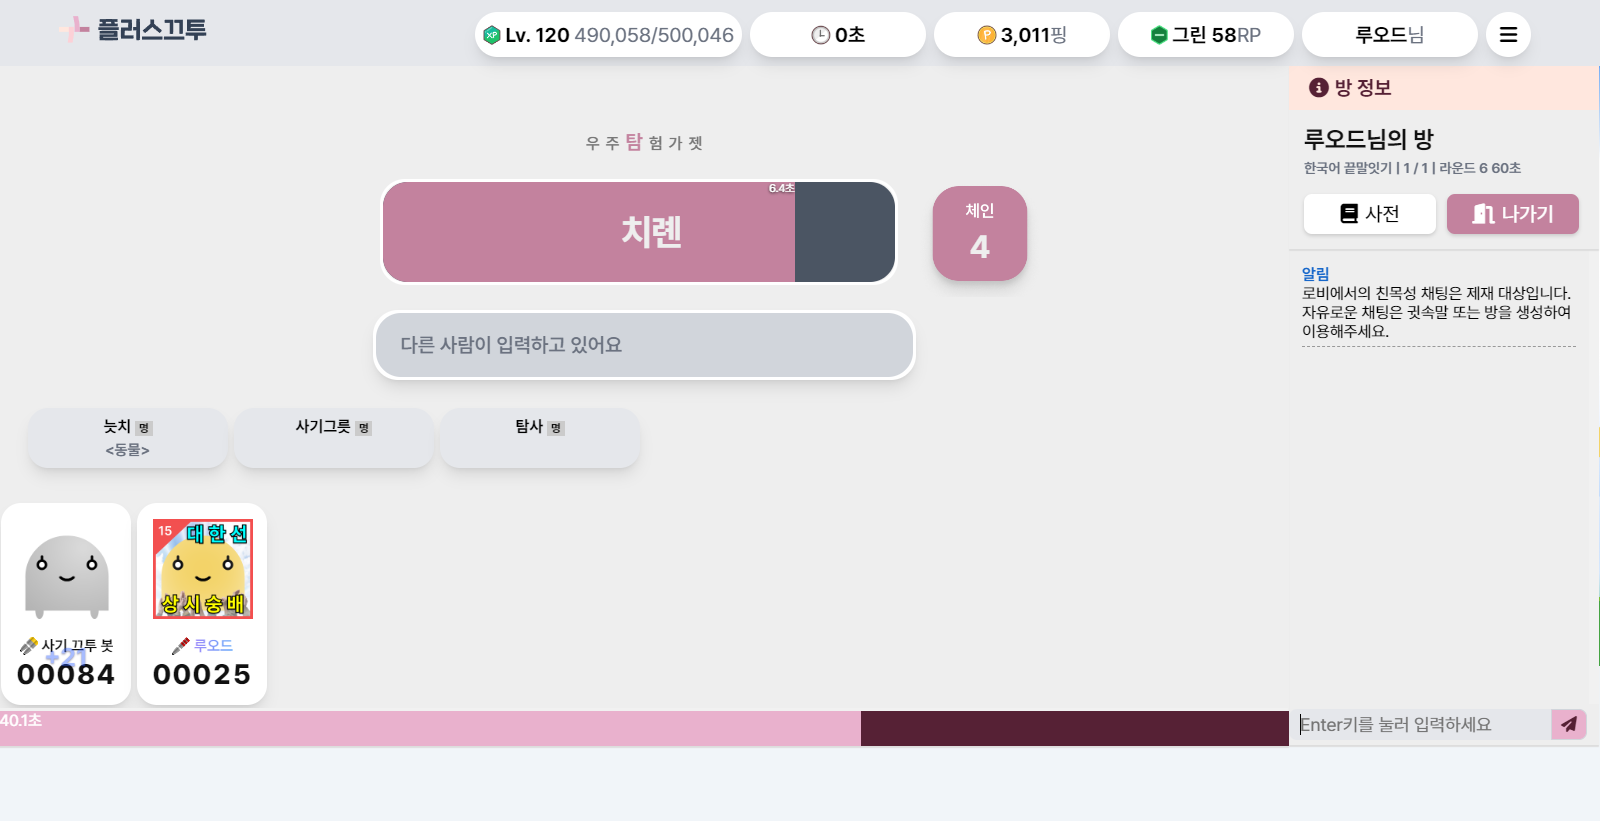 플러스끄투
Lv. 120 490,058/500,046
0초
3,011핑
그린 58RP
루오드님
방 정보
루오드님의 방
한국어 끝말잇기 | 1 / 1 | 라운드 6 60초
사전
나가기
알림
로비에서의 친목성 채팅은 제재 대상입니다.
자유로운 채팅은 귓속말 또는 방을 생성하여
이용해주세요.
우주탐험가젯
6.4초
치렌
체인
4
다른 사람이 입력하고 있어요
늣치 명
<동물>
사기그릇 명
탐사 명
15
대한선
상시숭배
사기 끄투 봇
+21
00084
루오드
00025
40.1초
Enter키를 눌러 입력하세요